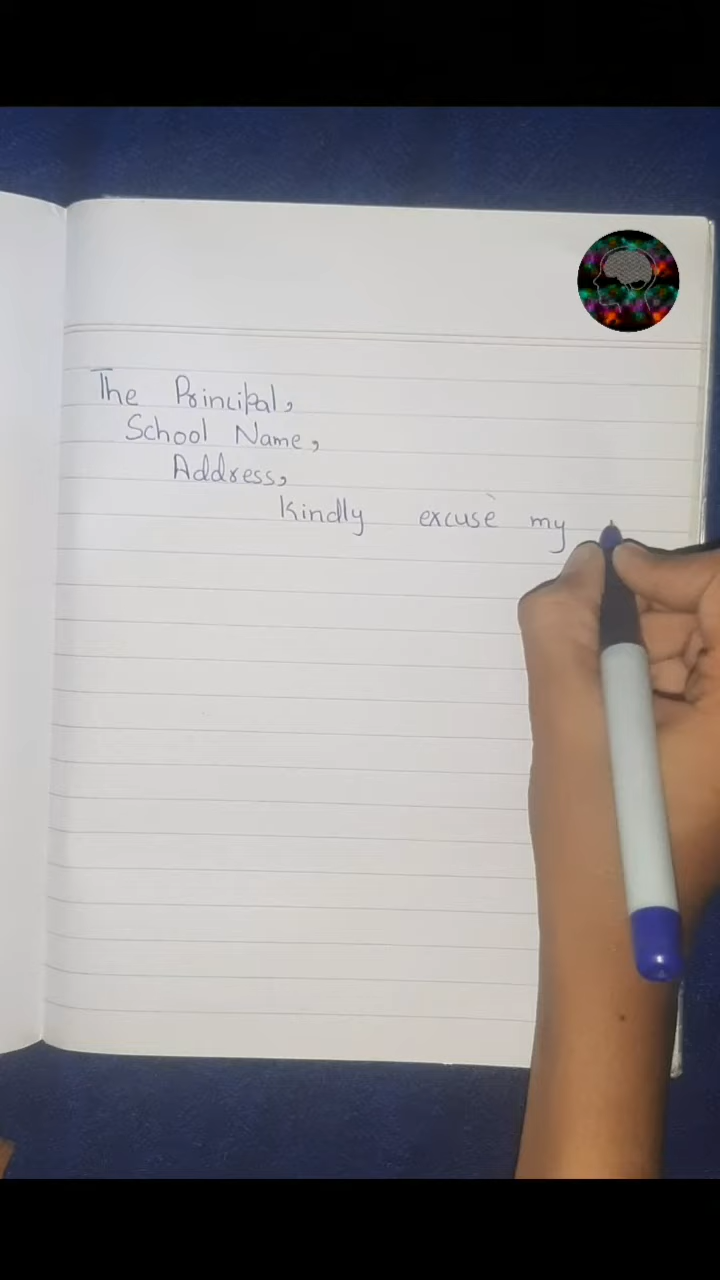 The Principal,
School Name,
Address,
Kindly excuse my